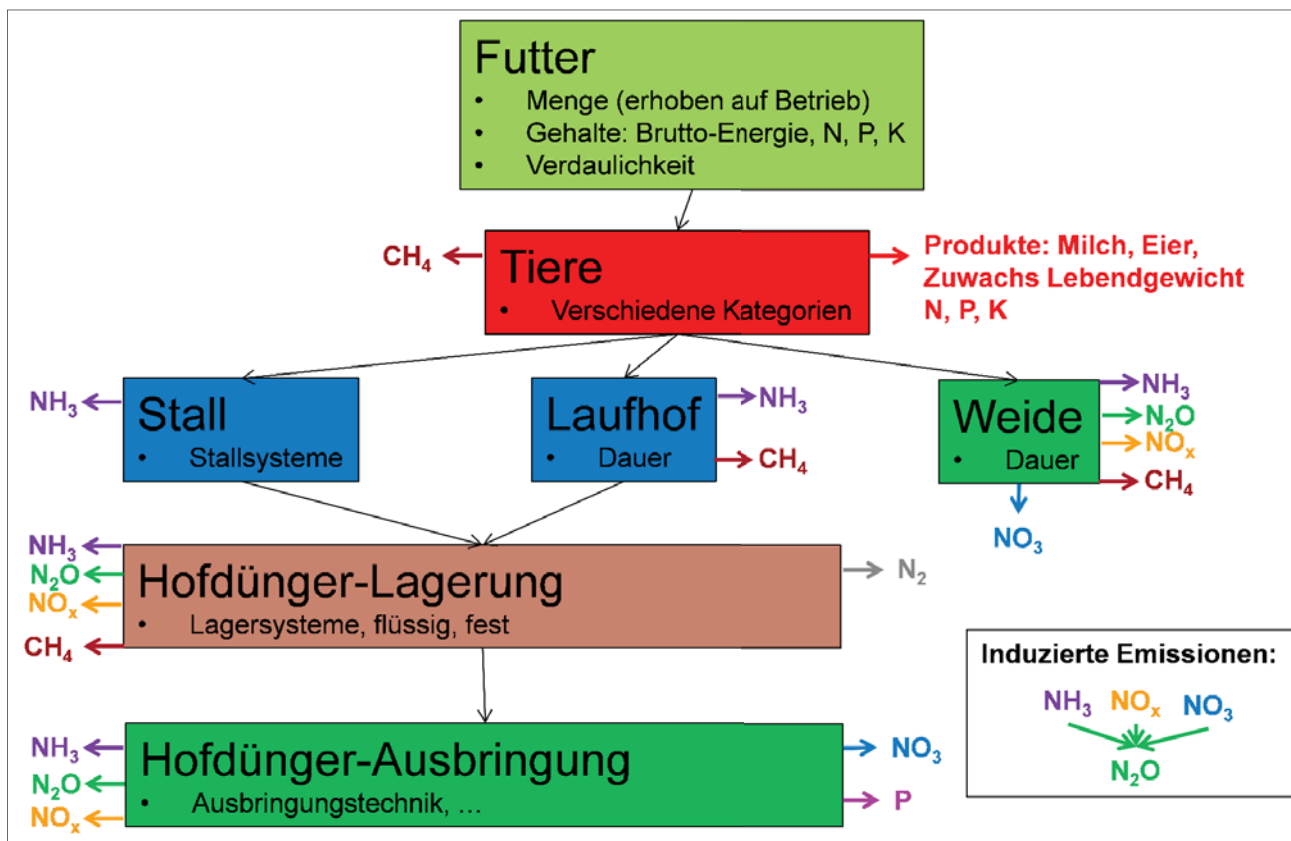 Futter
• Menge (erhoben auf Betrieb)
• Gehalte: Brutto-Energie, N, P, K
• Verdaulichkeit
CH₄
Tiere
• Verschiedene Kategorien
Produkte: Milch, Eier,
Zuwachs Lebendgewicht
N, P, K
NH₃
Stall
• Stallsysteme
Laufhof
• Dauer
NH₃
CH₄
Weide
• Dauer
NH₃
N₂O
NOₓ
CH₄
NO₃
NH₃
N₂O
NOₓ
CH₄
Hofdünger-Lagerung
• Lagersysteme, flüssig, fest
N₂
Induzierte Emissionen:
NH₃ NOₓ NO₃
N₂O
NH₃
N₂O
NOₓ
Hofdünger-Ausbringung
• Ausbringungstechnik, …
NO₃
P